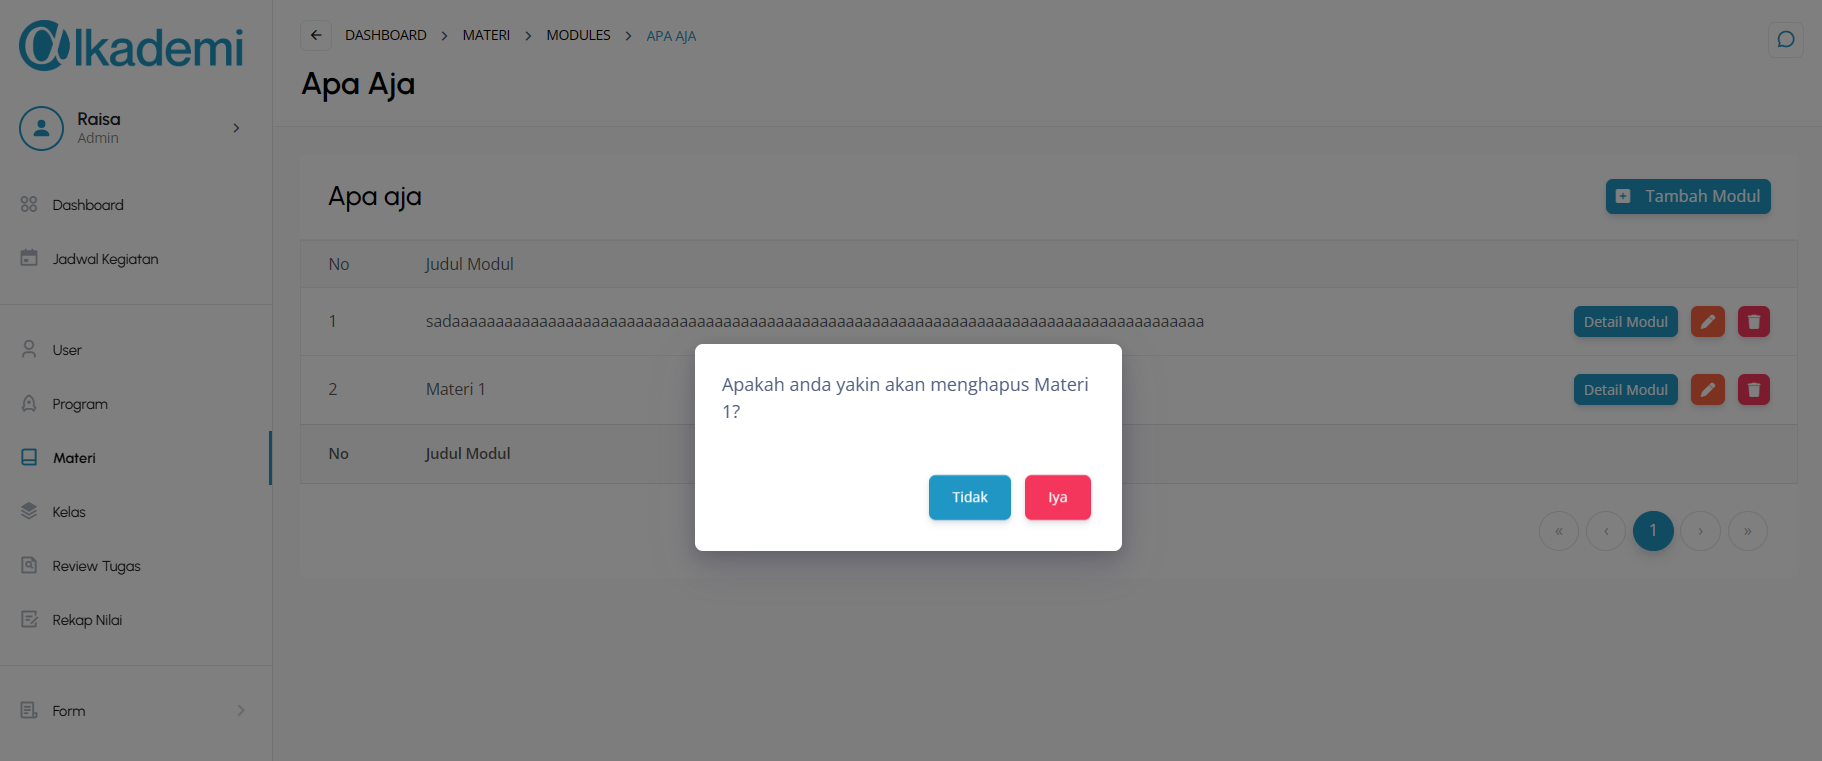 @lkademi
DASHBOARD > MATERI > MODULES > APA AJA
Apa Aja
Raisa
Admin
Dashboard
Jadwal Kegiatan
User
Program
Materi
Kelas
Review Tugas
Rekap Nilai
Form
Apa aja
Tambah Modul
No Judul Modul
1 sadaaaaaaaaaaaaaaaaaaaaaaaaaaaaaaaaaaaaaaaaaaaaaaaaaaaaaaaaaaaaaaaaaaaaaaaaaaaaaaaaaaaaaaa Detail Modul
2 Materi 1 Detail Modul
No Judul Modul
Apakah anda yakin akan menghapus Materi
1?
Tidak Iya
« ‹ 1 › »